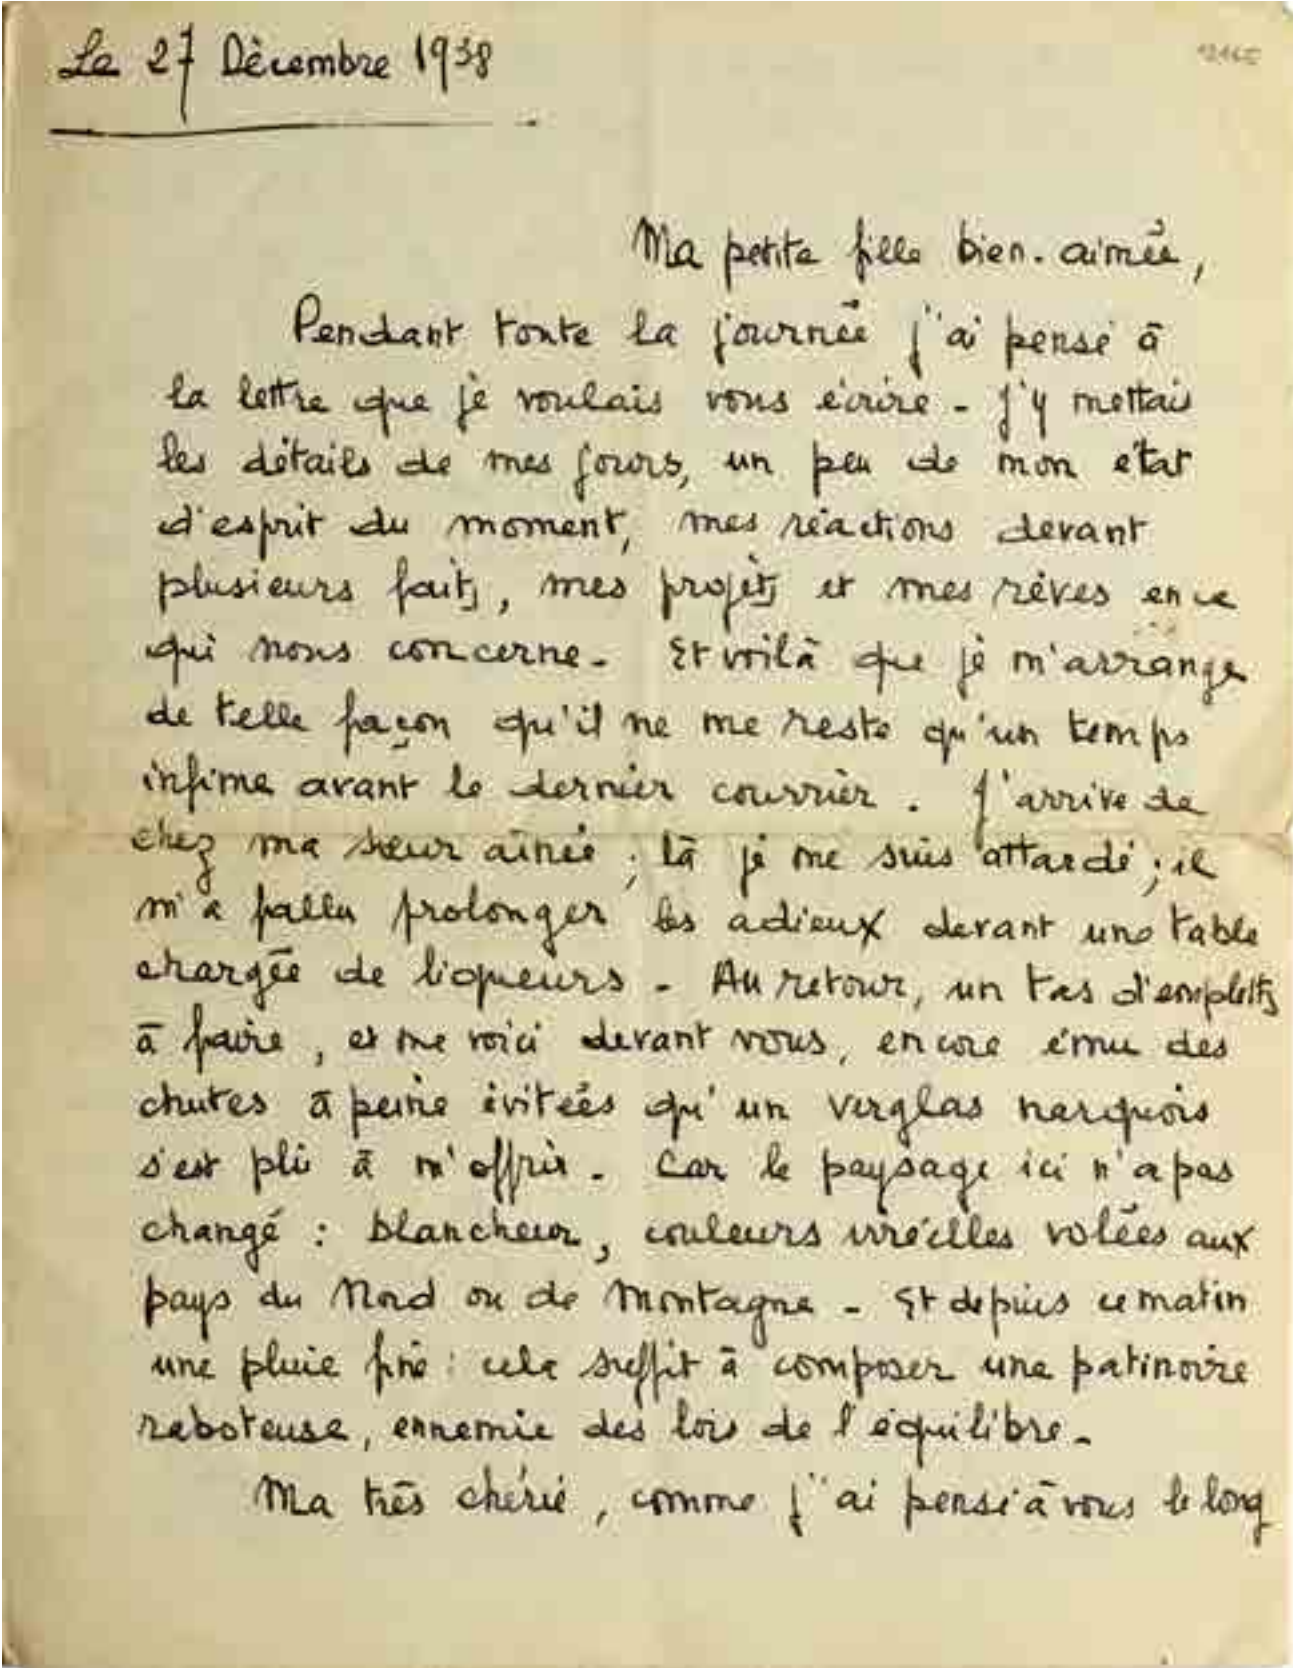 Le 27 Décembre 1938
Ma petite fille bien-aimée,
Pendant toute la journée j'ai pensé à
la lettre que je voulais vous écrire - J'y mettais
les détails de mes jours, un peu de mon état
d'esprit du moment, mes réactions devant
plusieurs faits, mes projets et mes rêves en ce
qui nous concerne - Et voilà que je m'arrange
de telle façon qu'il ne me reste qu'un temps
infime avant le dernier courrier. J'arrive de
chez ma sœur aînée ; là je me suis attardé ; il
m'a fallu prolonger les adieux devant une table
chargée de liqueurs - Au retour, un tas d'emplettes
à faire, et me voici devant vous, encore ému des
chutes à peine évitées qu'un verglas narquois
s'est plû à m'offrir. Car le paysage ici n'a pas
changé : blancheur, couleurs irréelles volées aux
pays du Nord ou de Montagne - Et depuis ce matin
une pluie fine : cela suffit à composer une patinoire
raboteuse, ennemie des lois de l'équilibre -
Ma très chérie, comme j'ai pensé à vous le long